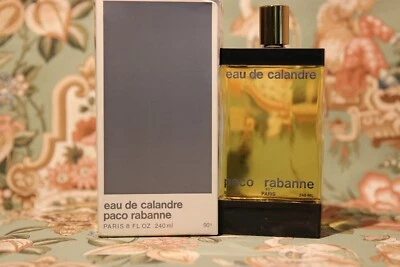 eau de calandre
paco rabanne
PARIS 8 FL OZ 240 ml
eau de calandre
paco rabanne
PARIS